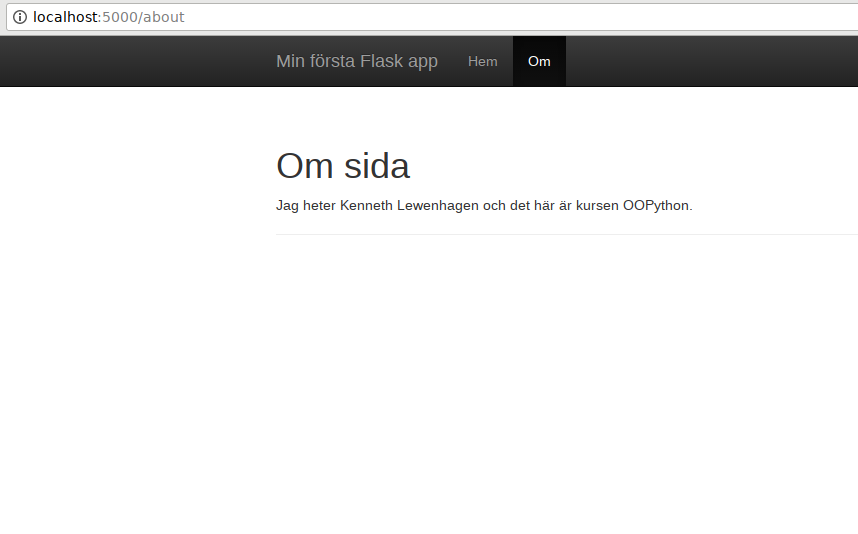 localhost:5000/about
Min första Flask app Hem Om
Om sida
Jag heter Kenneth Lewenhagen och det här är kursen OOPython.